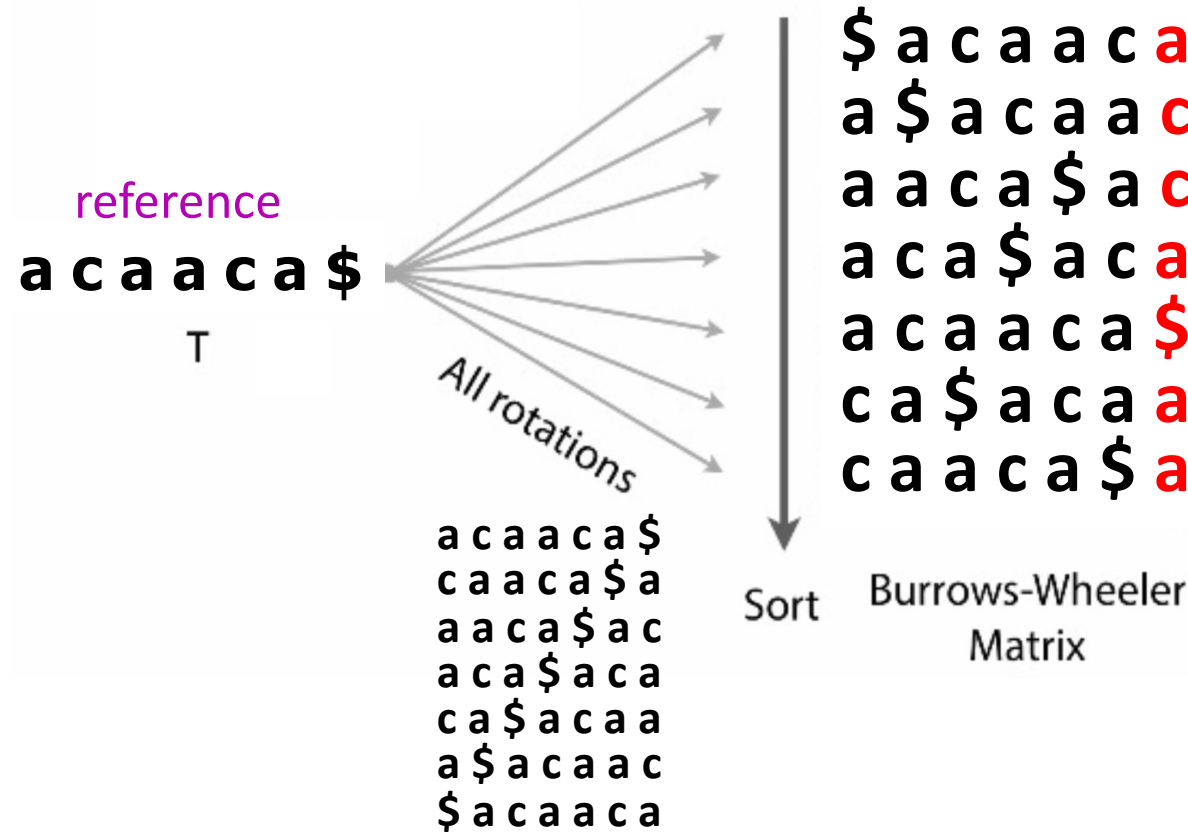 reference
a c a a c a $
T
All rotations
a c a a c a $
c a a c a $ a
a a c a $ a c
a c a $ a c a
c a $ a c a a
a $ a c a a c
$ a c a a c a
Sort
$ a c a a c a
a $ a c a a c
a a c a $ a c
a c a $ a c a
a c a a c a $
c a $ a c a a
c a a c a $ a
Burrows-Wheeler
Matrix